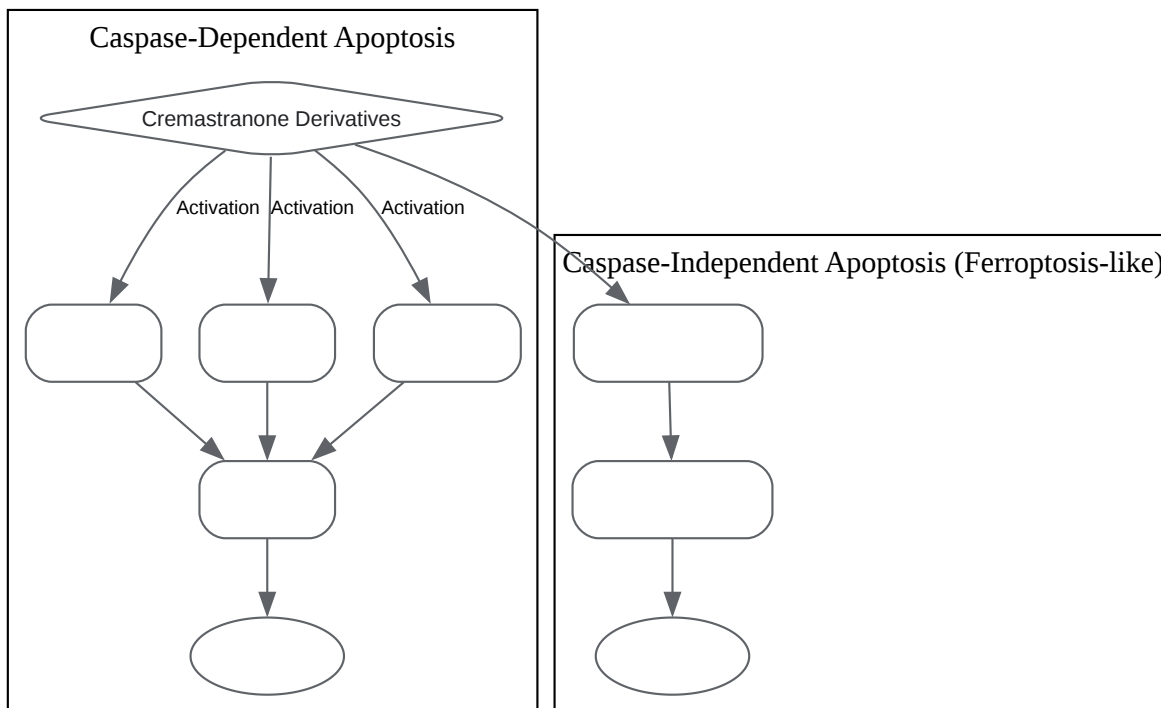 Caspase-Dependent Apoptosis
Cremastranone Derivatives
Activation
Activation
Activation
Caspase-Independent Apoptosis (Ferroptosis-like)